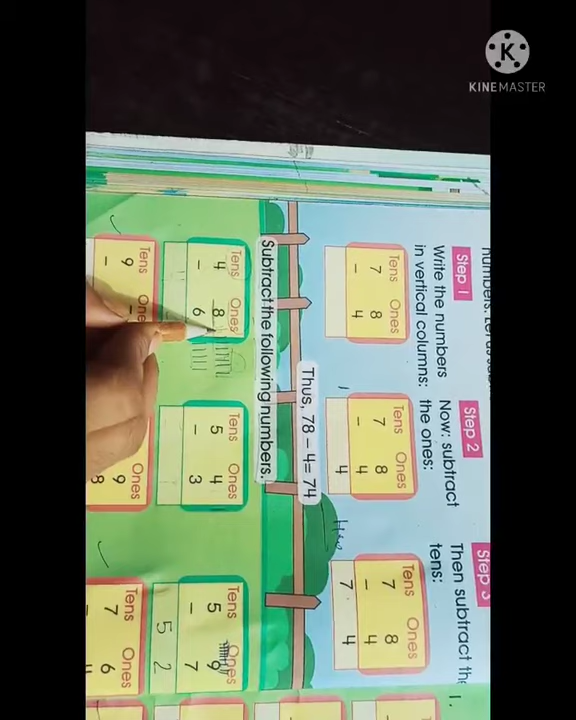 KINEMASTER
Step 1
Write the numbers
in vertical columns:
Tens Ones
7 8
- 4
Step 2
Now: subtract
the ones:
Tens Ones
7 8
- 4
4
Step 3
Then subtract the
tens:
Tens Ones
7 8
- 4
7 4
Thus, 78 - 4 = 74
Subtract the following numbers.
Tens Ones
4 8
- 6
Tens Ones
5 4
- 3
Tens Ones
5 9
- 7
5 2
Tens Ones
9
-
Ones
9
8
Tens Ones
7 6
-
1.